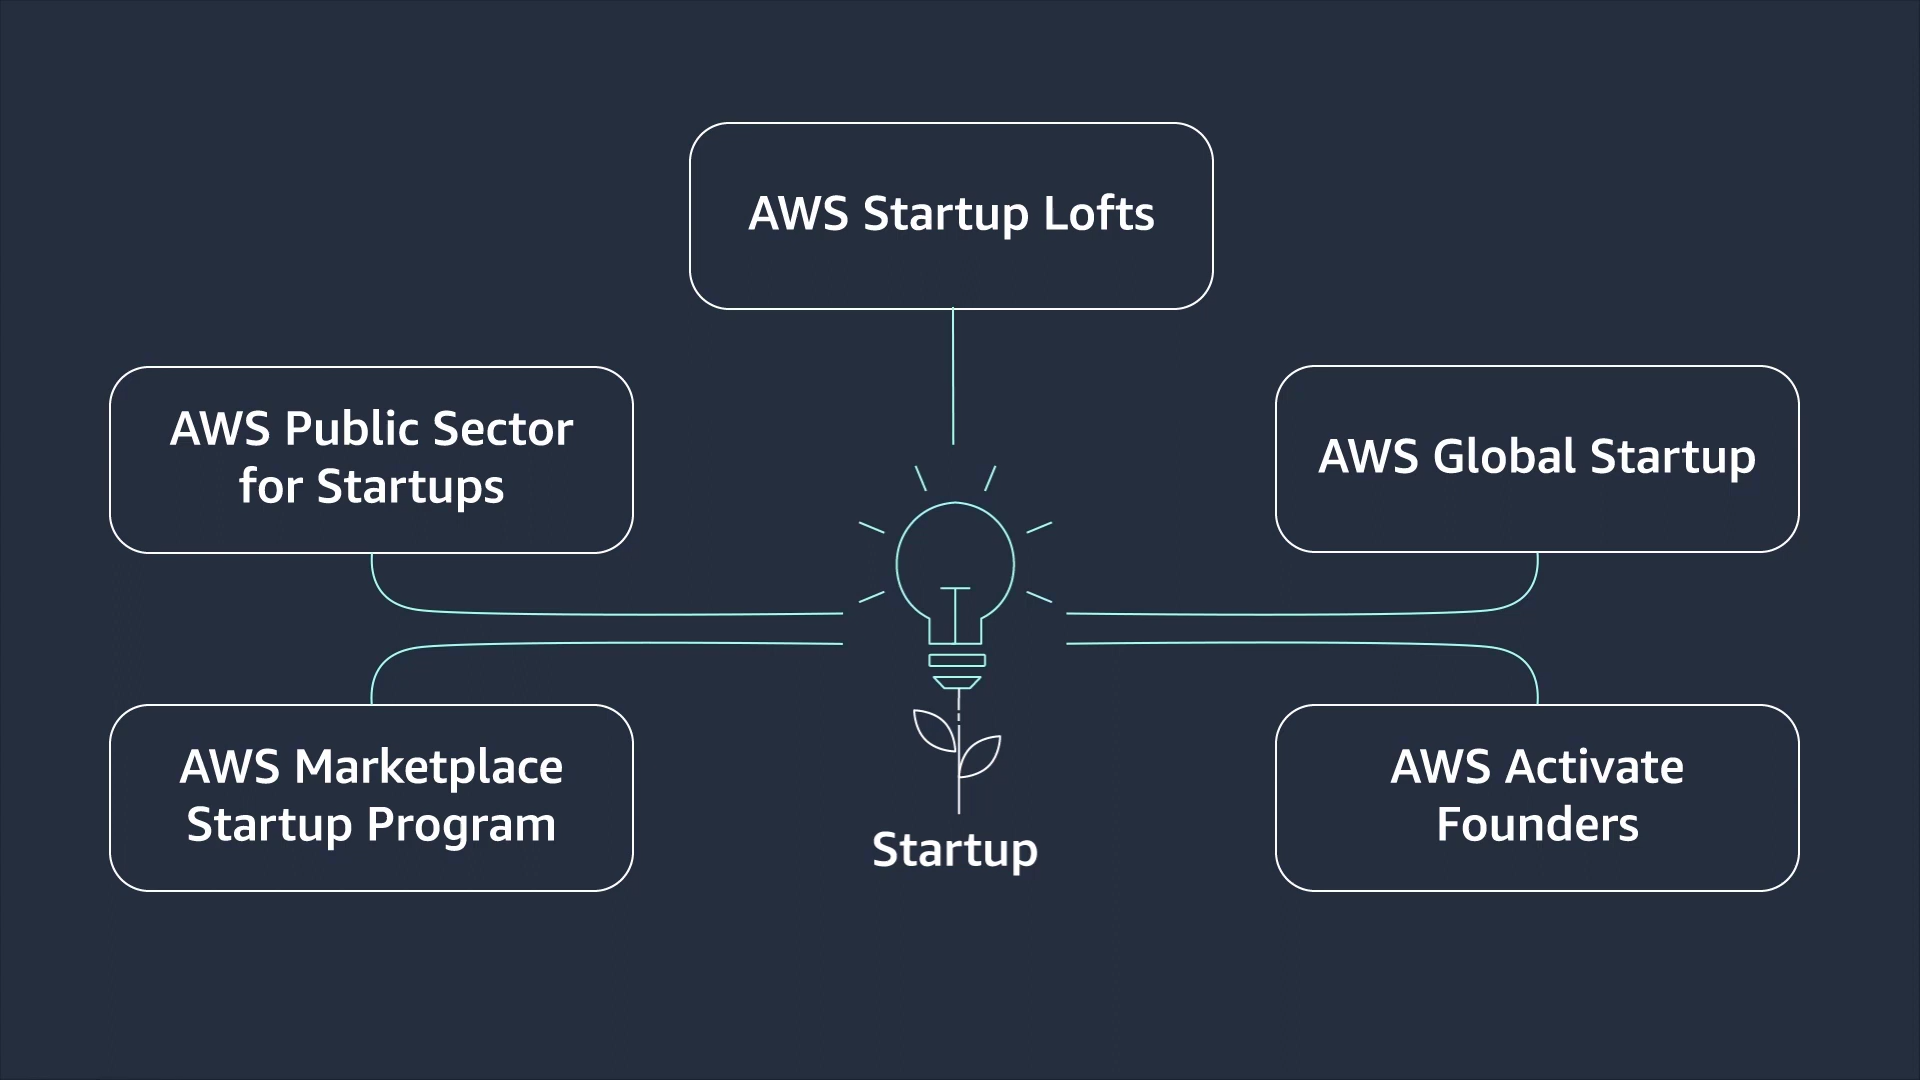 AWS Startup Lofts
AWS Public Sector
for Startups
AWS Global Startup
AWS Marketplace
Startup Program
AWS Activate
Founders
Startup